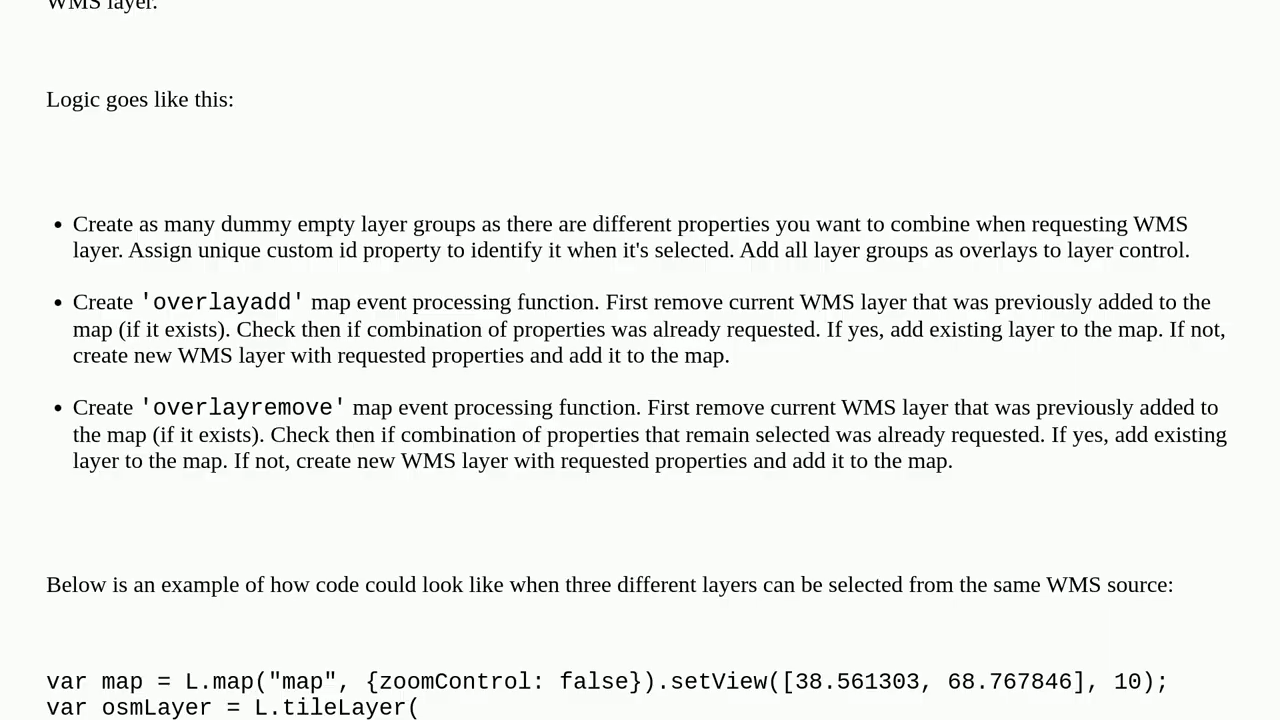 WMS layer.
Logic goes like this:
• Create as many dummy empty layer groups as there are different properties you want to combine when requesting WMS
layer. Assign unique custom id property to identify it when it's selected. Add all layer groups as overlays to layer control.
• Create 'overlayadd' map event processing function. First remove current WMS layer that was previously added to the
map (if it exists). Check then if combination of properties was already requested. If yes, add existing layer to the map. If not,
create new WMS layer with requested properties and add it to the map.
• Create 'overlayremove' map event processing function. First remove current WMS layer that was previously added to
the map (if it exists). Check then if combination of properties that remain selected was already requested. If yes, add existing
layer to the map. If not, create new WMS layer with requested properties and add it to the map.
Below is an example of how code could look like when three different layers can be selected from the same WMS source:
var map = L.map("map", {zoomControl: false}).setView([38.561303, 68.767846], 10);
var osmLayer = L.tileLayer(